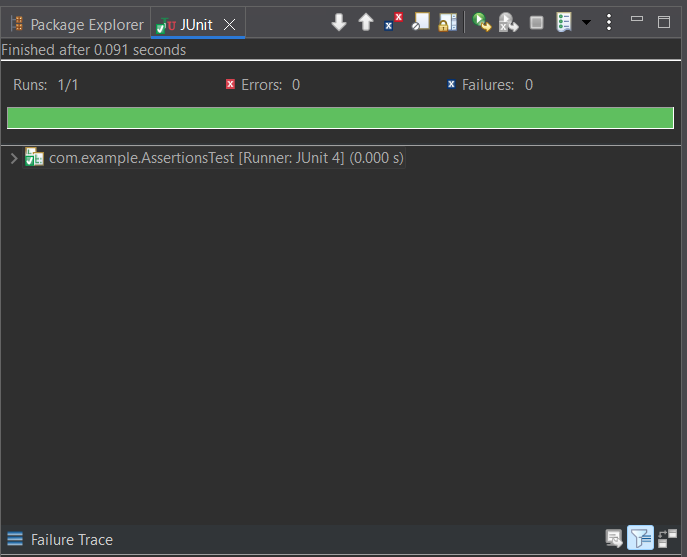 Package Explorer JUnit
Finished after 0.091 seconds
Runs: 1/1 Errors: 0 Failures: 0
com.example.AssertionsTest [Runner: JUnit 4] (0.000 s)
Failure Trace